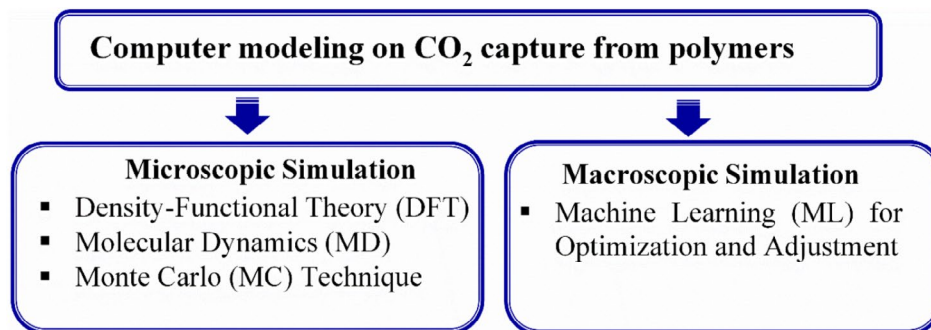 Computer modeling on CO₂ capture from polymers
Microscopic Simulation
▪ Density-Functional Theory (DFT)
▪ Molecular Dynamics (MD)
▪ Monte Carlo (MC) Technique
Macroscopic Simulation
▪ Machine Learning (ML) for
Optimization and Adjustment